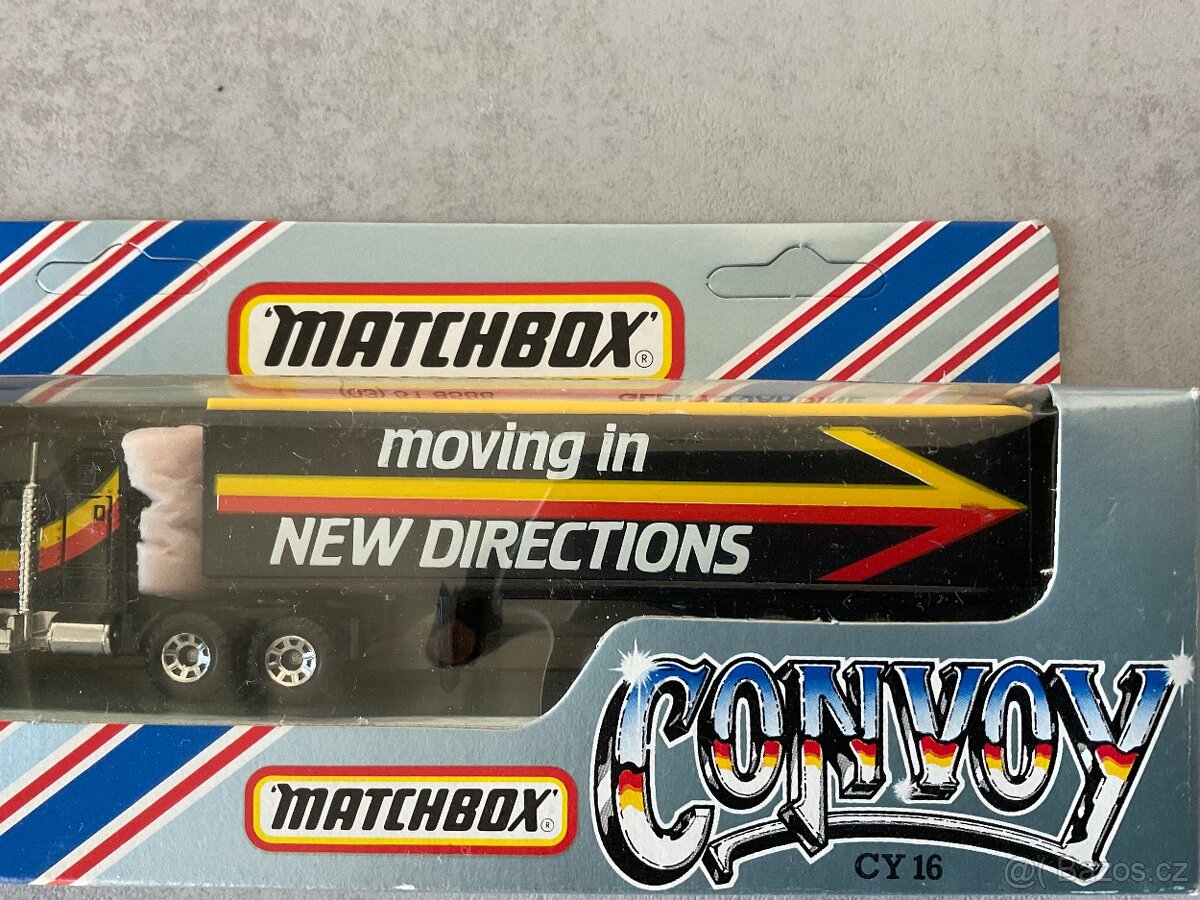 'MATCHBOX'®
moving in
NEW DIRECTIONS
CONVOY
'MATCHBOX'®
CY 16
Bazos.cz